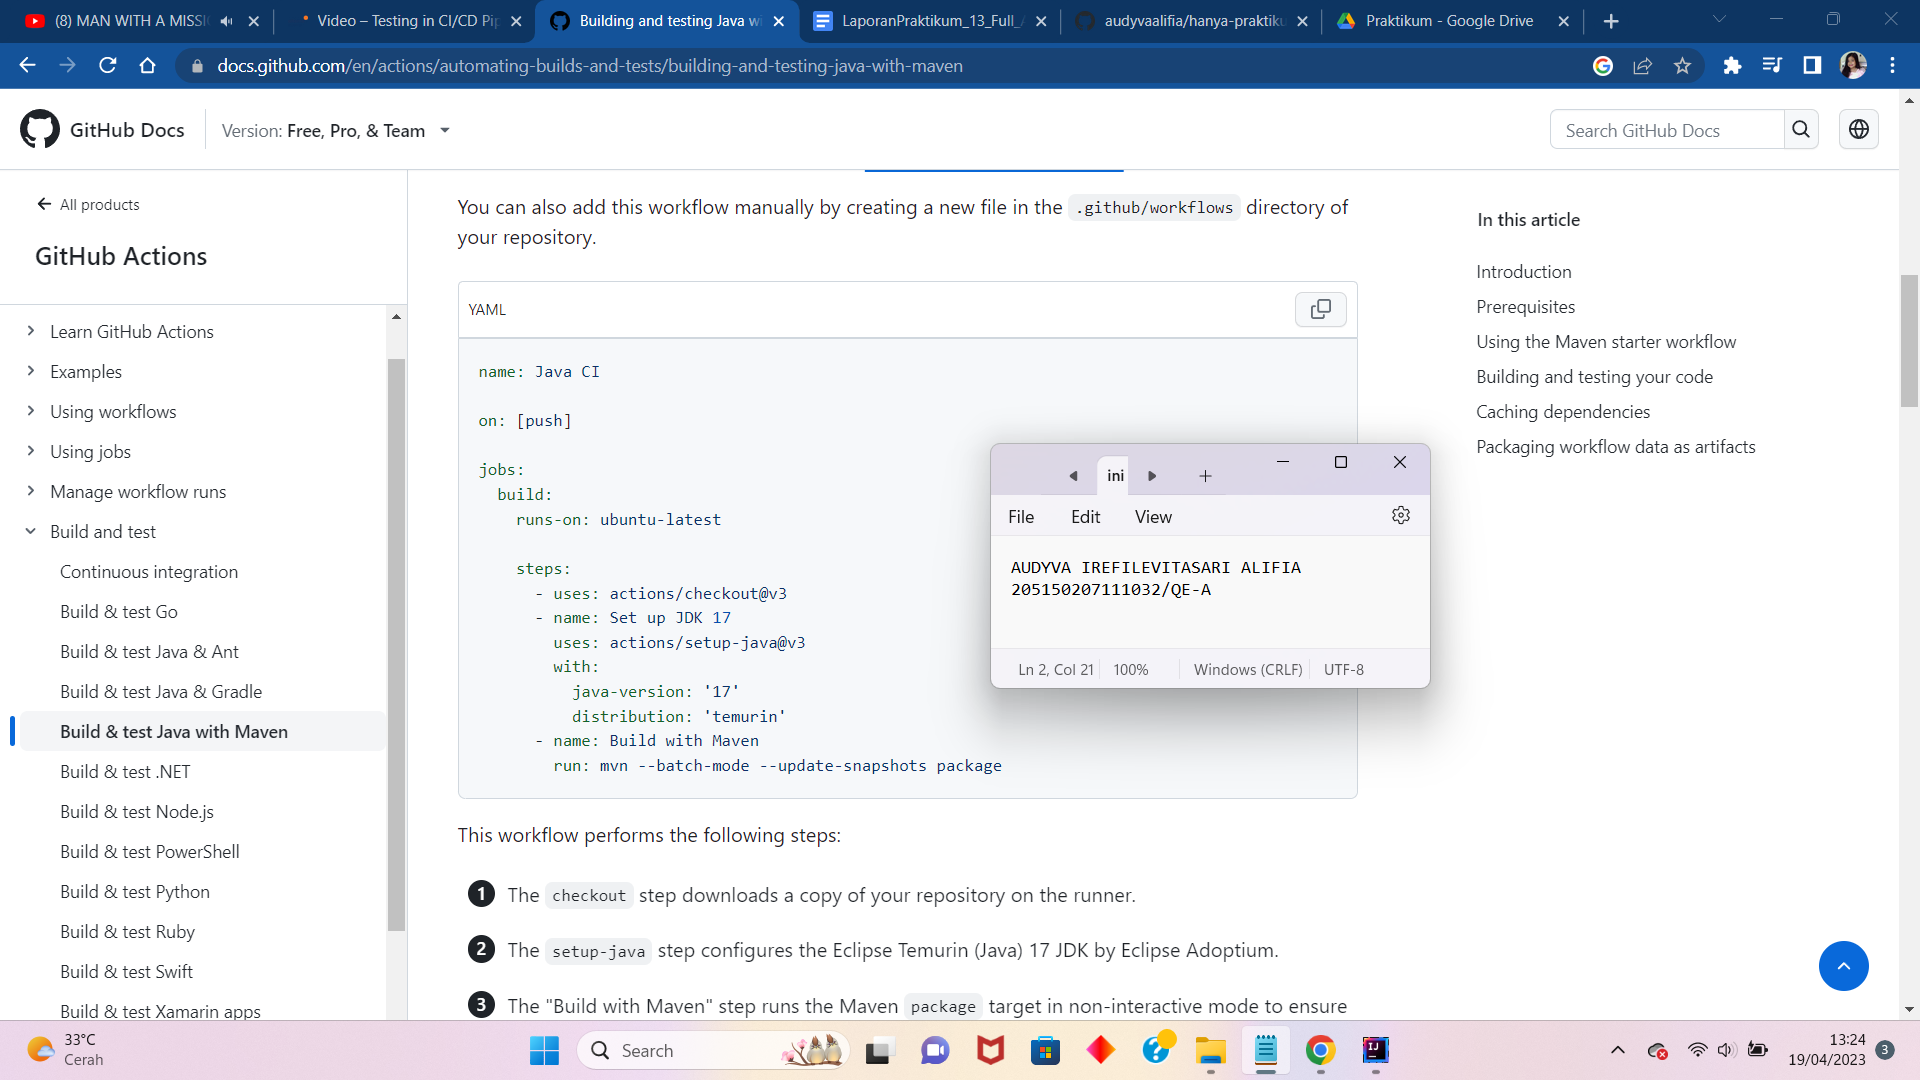 (8) MAN WITH A MISSI
Video – Testing in CI/CD Pip
Building and testing Java wi
LaporanPraktikum_13_Full_
audyvaalifia/hanya-praktiku
Praktikum - Google Drive
docs.github.com/en/actions/automating-builds-and-tests/building-and-testing-java-with-maven
GitHub Docs
Version: Free, Pro, & Team
Search GitHub Docs
All products
GitHub Actions
Learn GitHub Actions
Examples
Using workflows
Using jobs
Manage workflow runs
Build and test
Continuous integration
Build & test Go
Build & test Java & Ant
Build & test Java & Gradle
Build & test Java with Maven
Build & test .NET
Build & test Node.js
Build & test PowerShell
Build & test Python
Build & test Ruby
Build & test Swift
Build & test Xamarin apps
You can also add this workflow manually by creating a new file in the .github/workflows directory of
your repository.
YAML
name: Java CI
on: [push]
jobs:
build:
runs-on: ubuntu-latest
steps:
- uses: actions/checkout@v3
- name: Set up JDK 17
uses: actions/setup-java@v3
with:
java-version: '17'
distribution: 'temurin'
- name: Build with Maven
run: mvn --batch-mode --update-snapshots package
This workflow performs the following steps:
1 The checkout step downloads a copy of your repository on the runner.
2 The setup-java step configures the Eclipse Temurin (Java) 17 JDK by Eclipse Adoptium.
3 The "Build with Maven" step runs the Maven package target in non-interactive mode to ensure
In this article
Introduction
Prerequisites
Using the Maven starter workflow
Building and testing your code
Caching dependencies
Packaging workflow data as artifacts
ini
File Edit View
AUDYVA IREFILEVITASARI ALIFIA
205150207111032/QE-A
Ln 2, Col 21 100% Windows (CRLF) UTF-8
33°C
Cerah
Search
13:24
19/04/2023
3